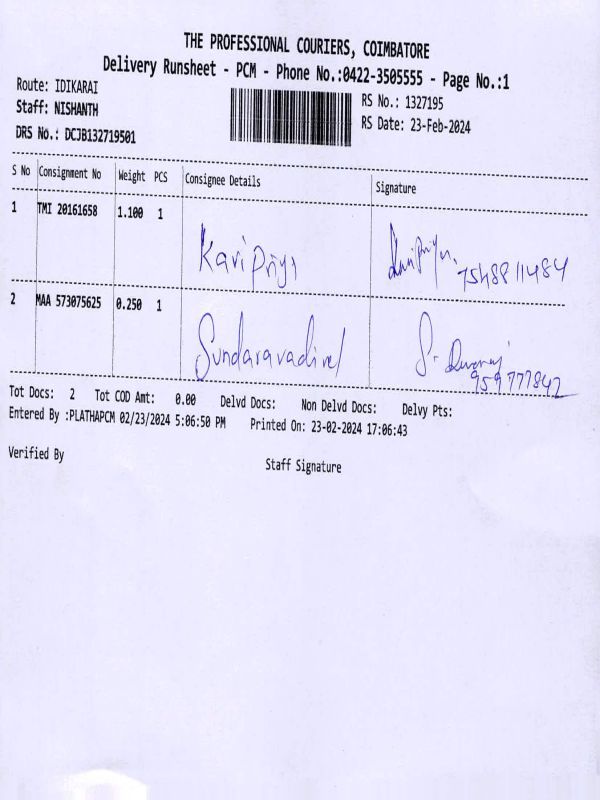 THE PROFESSIONAL COURIERS, COIMBATORE
Delivery Runsheet - PCM - Phone No.:0422-3505555 - Page No.:1
Route: IDIKARAI
Staff: NISHANTH
DRS No.: DCJB132719501
RS No.: 1327195
RS Date: 23-Feb-2024
S No Consignment No Weight PCS Consignee Details Signature
1 TMI 20161658 1.100 1
KaviPriya
7548811484
2 MAA 573075625 0.250 1
Sundaravadivel
S.
959777842
Tot Docs: 2 Tot COD Amt: 0.00 Delvd Docs: Non Delvd Docs: Delvy Pts:
Entered By :PLATHAPCM 02/23/2024 5:06:50 PM Printed On: 23-02-2024 17:06:43
Verified By Staff Signature